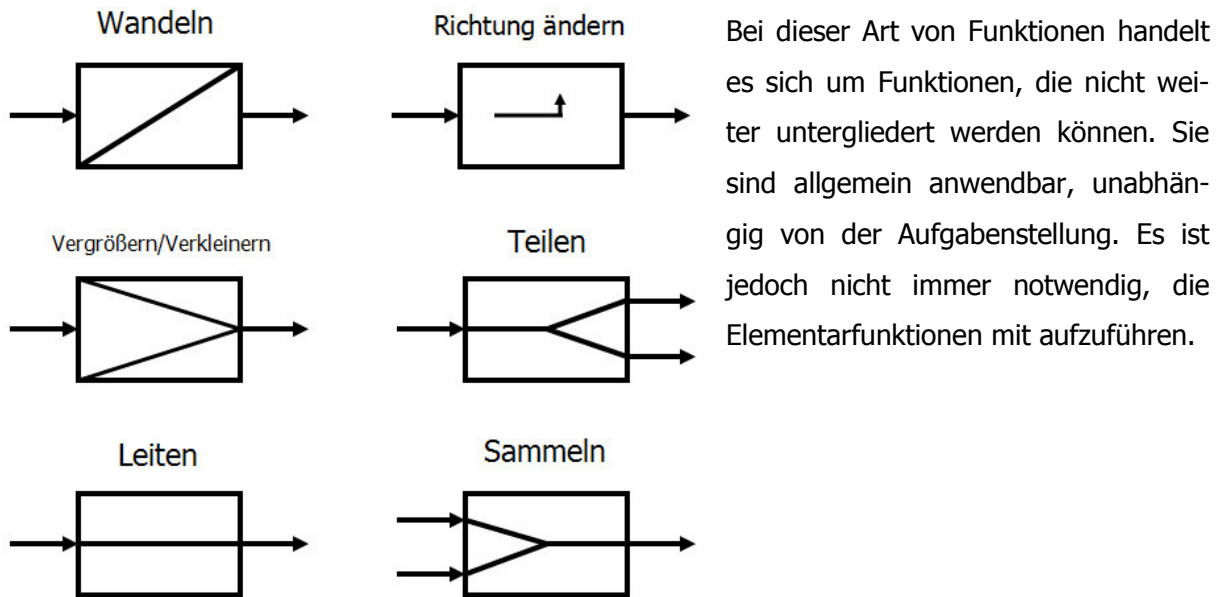 Wandeln
Richtung ändern
Vergrößern/Verkleinern
Teilen
Leiten
Sammeln
Bei dieser Art von Funktionen handelt
es sich um Funktionen, die nicht wei-
ter untergliedert werden können. Sie
sind allgemein anwendbar, unabhän-
gig von der Aufgabenstellung. Es ist
jedoch nicht immer notwendig, die
Elementarfunktionen mit aufzuführen.